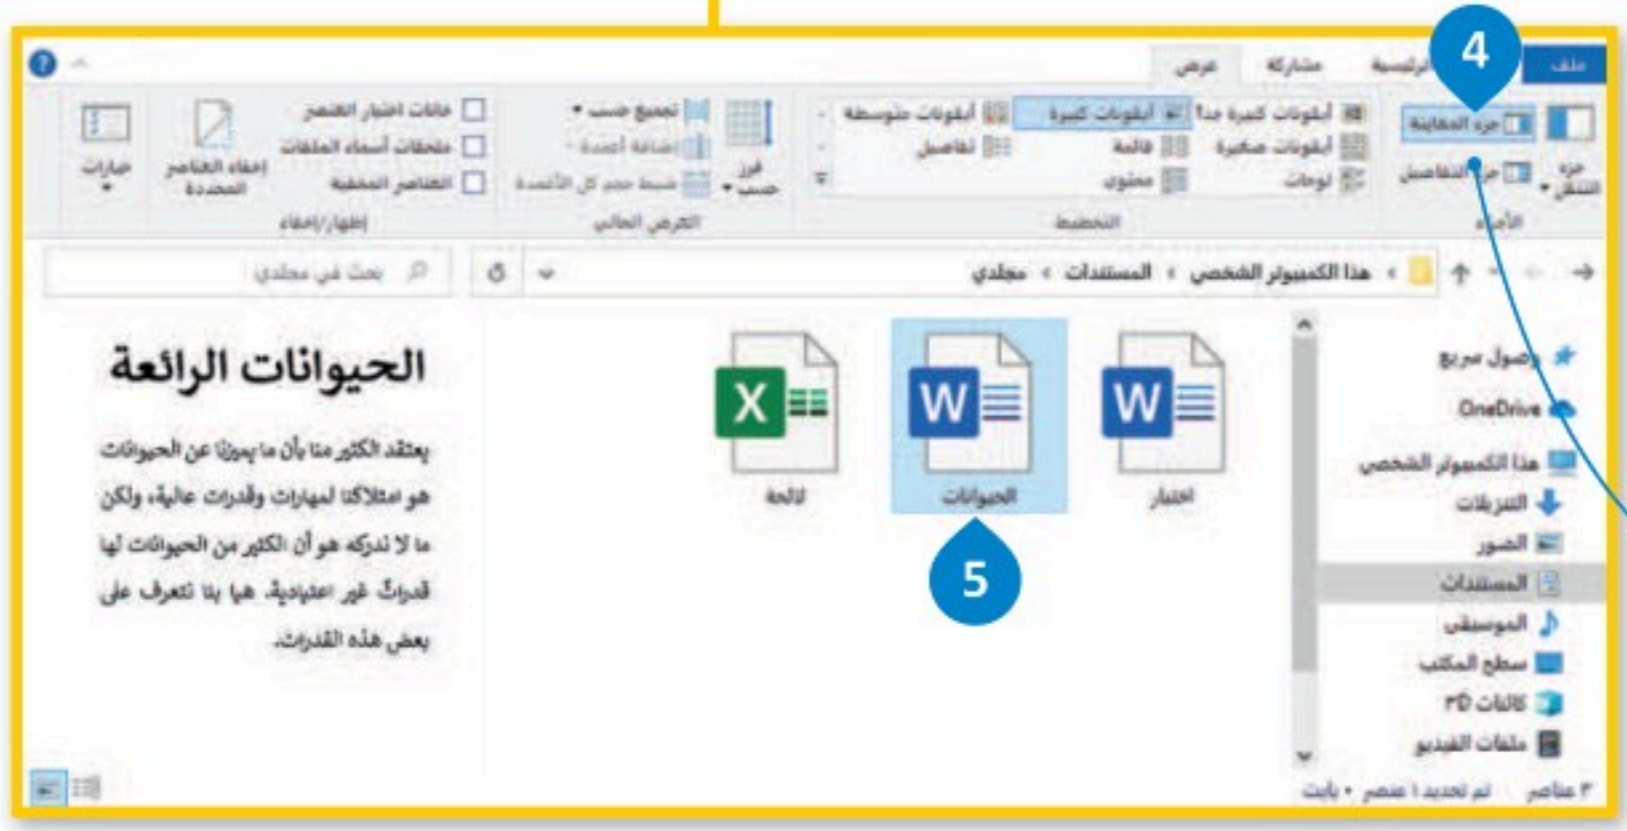 4
ملف
الرئيسية
مشاركة
عرض
?
جزء التنقل
جزء المعاينة
جزء التفاصيل
الأجزاء
أيقونات كبيرة جداً
أيقونات كبيرة
أيقونات متوسطة
أيقونات صغيرة
قائمة
تفاصيل
لوحات
محتوى
التخطيط
فرز حسب
تجميع حسب
إضافة أعمدة
ضبط حجم كل الأعمدة
العرض الحالي
خانات اختيار العنصر
ملحقات أسماء الملفات
العناصر المخفية
إخفاء العناصر المحددة
إظهار/إخفاء
خيارات
هذا الكمبيوتر الشخصي › المستندات › مجلدي
بحث في مجلدي
وصول سريع
OneDrive
هذا الكمبيوتر الشخصي
التنزيلات
الصور
المستندات
الموسيقى
سطح المكتب
كائنات ٣D
ملفات الفيديو
W
W
X
اختبار
الحيوانات
لائحة
5
الحيوانات الرائعة
يعتقد الكثير منا بأن ما يميزنا عن الحيوانات
هو امتلاكنا لمهارات وقدرات عالية، ولكن
ما لا ندركه هو أن الكثير من الحيوانات لها
قدراتٌ غير اعتيادية. هيا بنا نتعرف على
بعض هذه القدرات.
٣ عناصر
تم تحديد ١ عنصر ٠ بايت